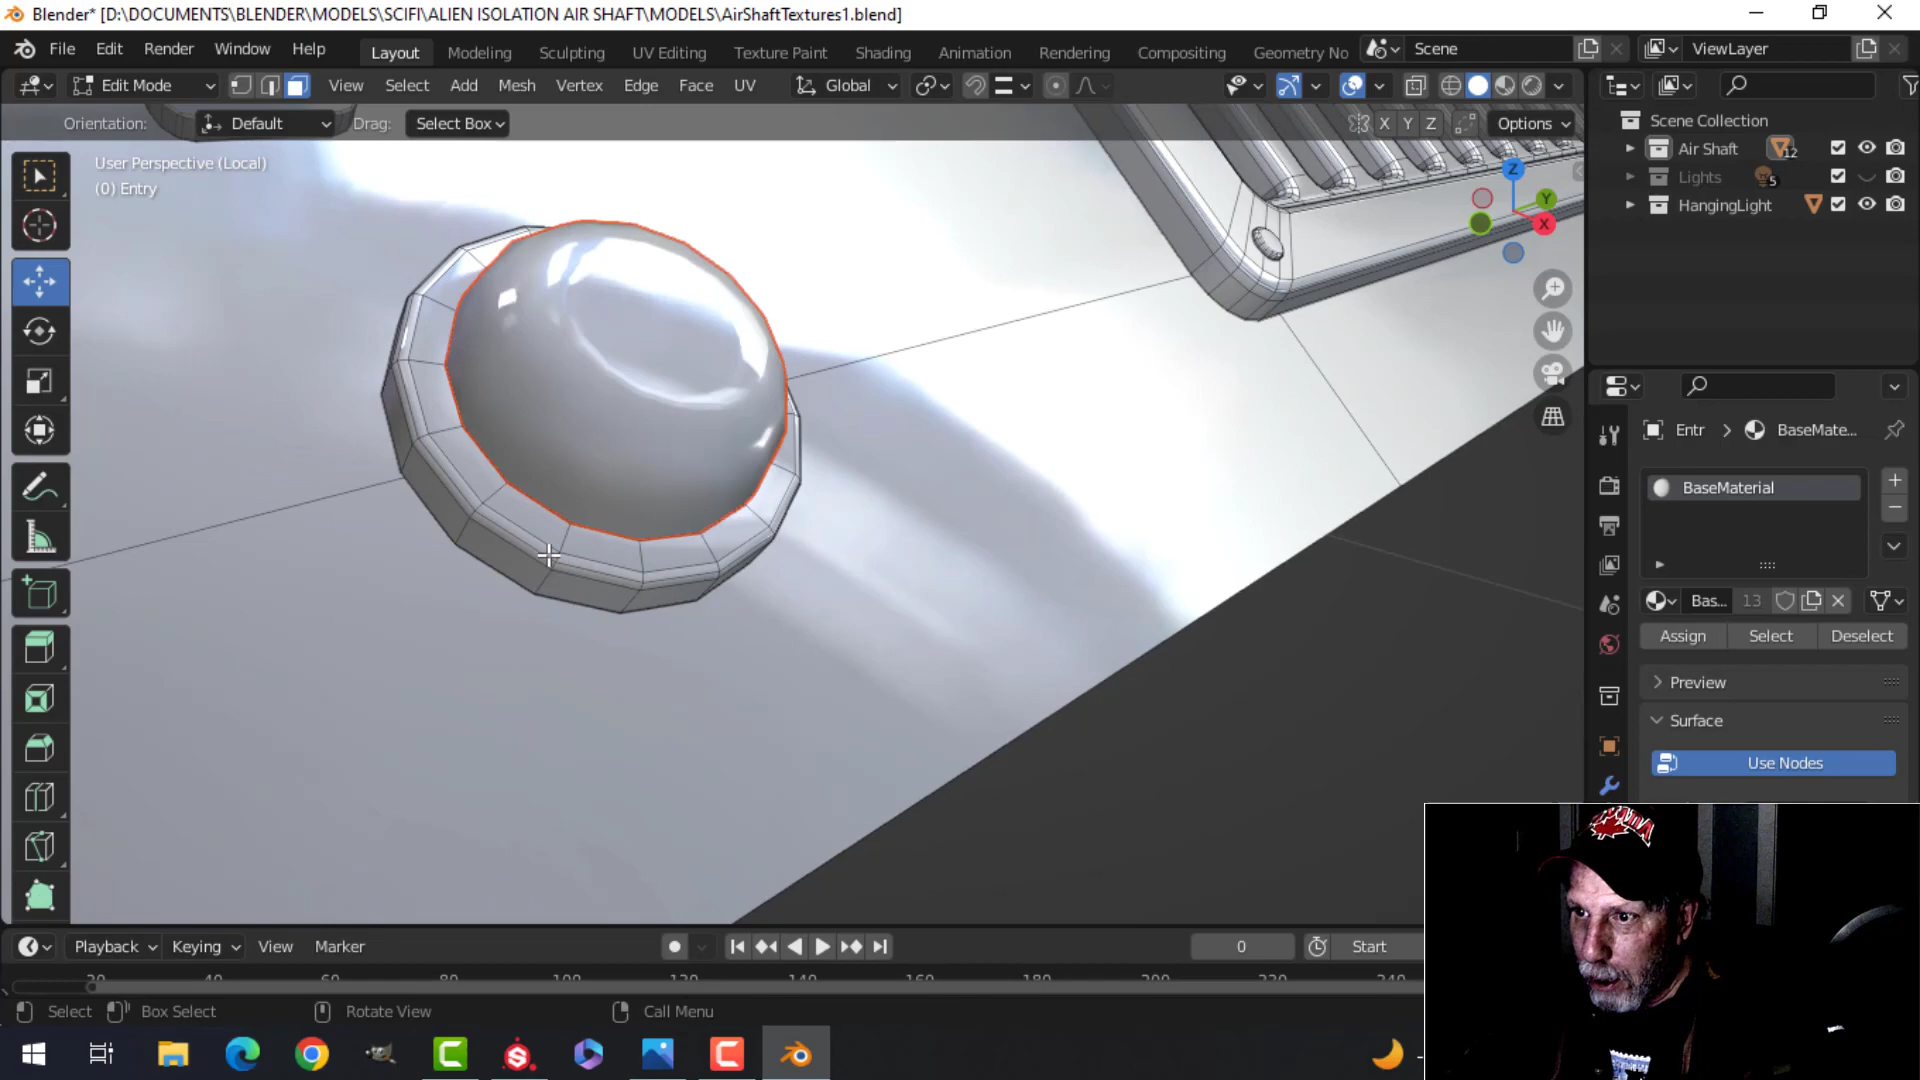 Blender* [D:\DOCUMENTS\BLENDER\MODELS\SCIFI\ALIEN ISOLATION AIR SHAFT\MODELS\AirShaftTextures1.blend]
File Edit Render Window Help Layout Modeling Sculpting UV Editing Texture Paint Shading Animation Rendering Compositing Geometry No Scene ViewLayer
Edit Mode View Select Add Mesh Vertex Edge Face UV Global
Orientation: Default Drag: Select Box X Y Z Options
Scene Collection
Air Shaft 12
Lights 5
HangingLight
User Perspective (Local)
(0) Entry
Z
Y
X
Entr > BaseMate...
BaseMaterial
Bas... 13
Assign Select Deselect
Preview
Surface
Use Nodes
Playback Keying View Marker 0 Start
20 40 60 80 100 120 140 160 180 200 220 240
Select Box Select Rotate View Call Menu